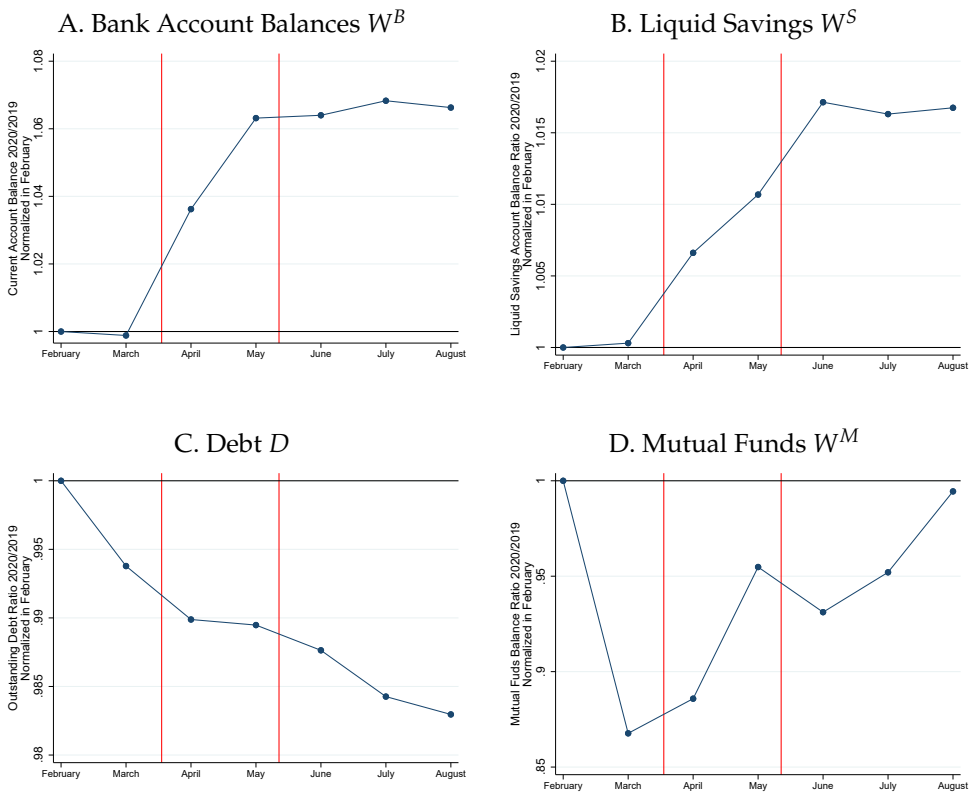 A. Bank Account Balances W^B
Current Account Balance 2020/2019
Normalized in February
1.08
1.06
1.04
1.02
1
February March April May June July August
B. Liquid Savings W^S
Liquid Savings Account Balance Ratio 2020/2019
Normalized in February
1.02
1.015
1.01
1.005
1
February March April May June July August
C. Debt D
Outstanding Debt Ratio 2020/2019
Normalized in February
1
.995
.99
.985
.98
February March April May June July August
D. Mutual Funds W^M
Mutual Fuds Balance Ratio 2020/2019
Normalized in February
1
.95
.9
.85
February March April May June July August